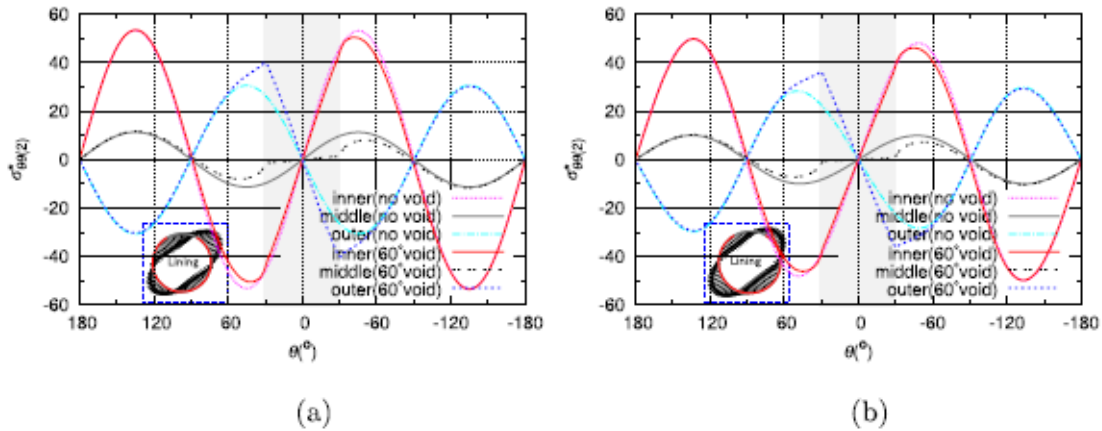 60
40
20
0
-20
-40
-60
180 120 60 0 -60 -120 -180
σ*θθ(2)
θ(°)
inner(no void)
middle(no void)
outer(no void)
inner(60°void)
middle(60°void)
outer(60°void)
Lining
(a)
60
40
20
0
-20
-40
-60
180 120 60 0 -60 -120 -180
σ*θθ(2)
θ(°)
inner(no void)
middle(no void)
outer(no void)
inner(60°void)
middle(60°void)
outer(60°void)
Lining
(b)